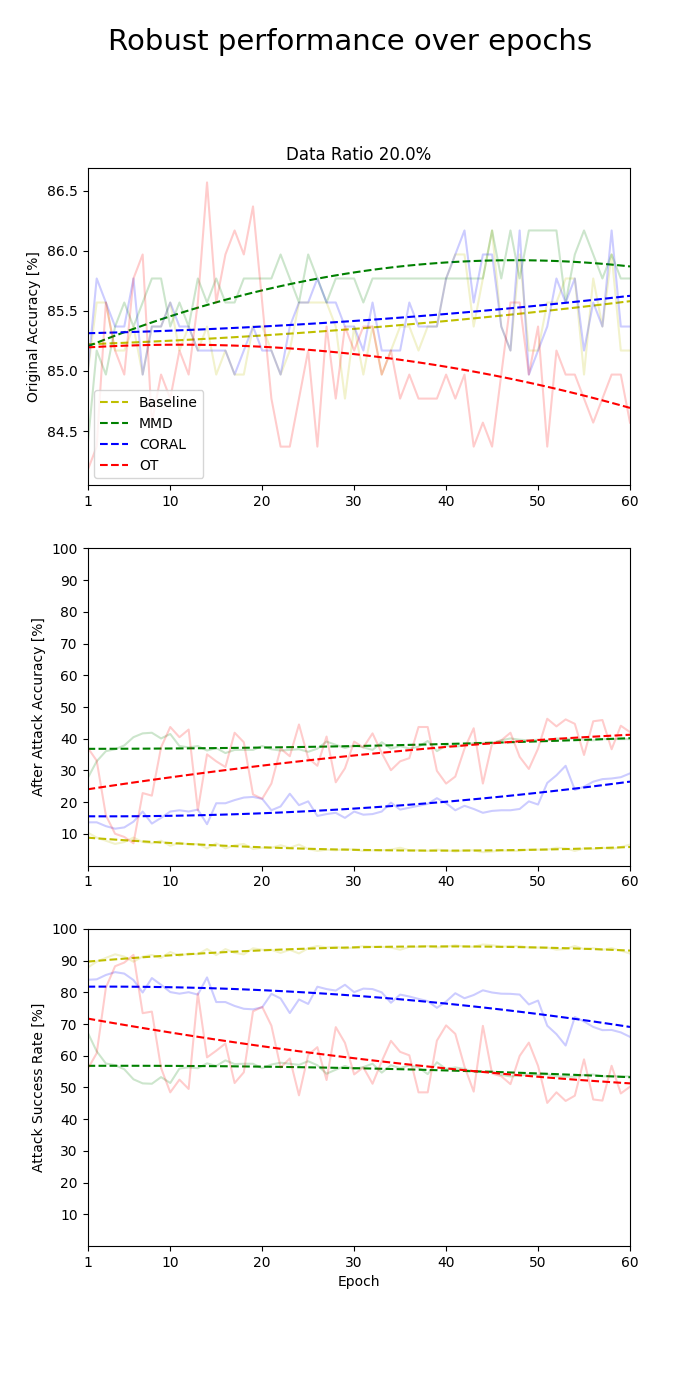 Robust performance over epochs
Data Ratio 20.0%
Original Accuracy [%]
86.5
86.0
85.5
85.0
84.5
Baseline
MMD
CORAL
OT
1 10 20 30 40 50 60
After Attack Accuracy [%]
100
90
80
70
60
50
40
30
20
10
1 10 20 30 40 50 60
Attack Success Rate [%]
100
90
80
70
60
50
40
30
20
10
1 10 20 30 40 50 60
Epoch